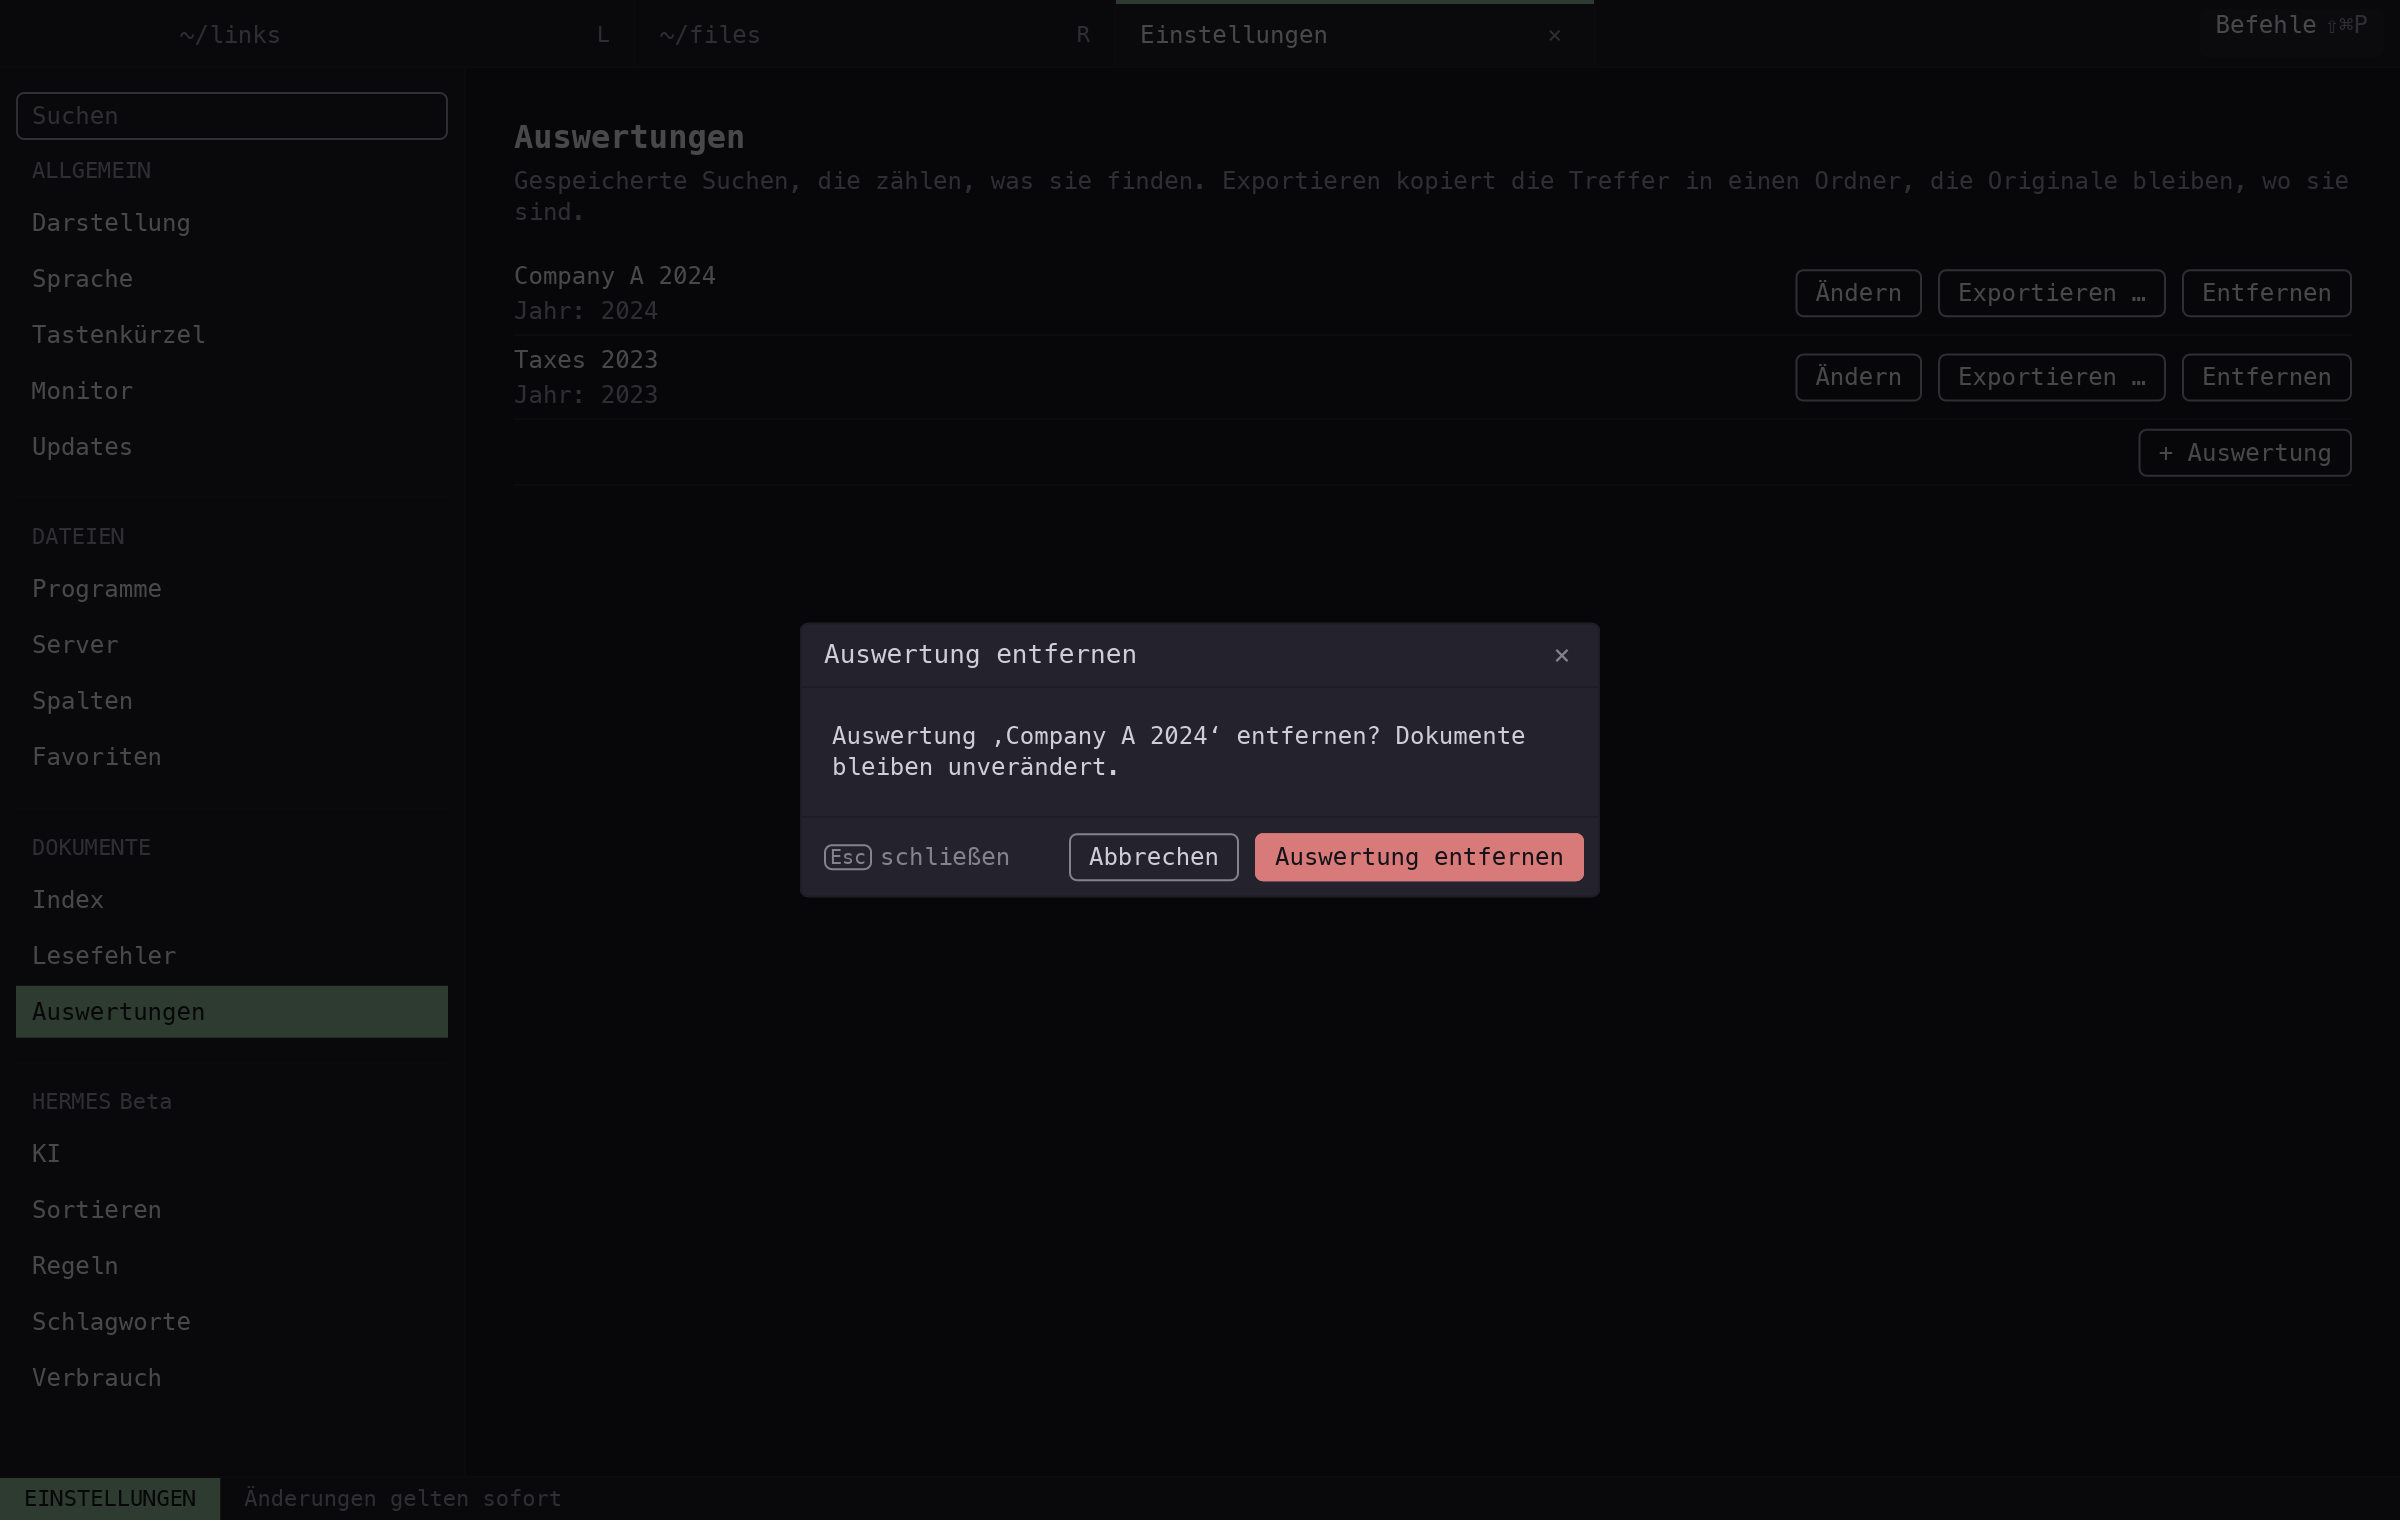 ~/links L ~/files R Einstellungen × Befehle ⇧⌘P
Suchen
ALLGEMEIN
Darstellung
Sprache
Tastenkürzel
Monitor
Updates
DATEIEN
Programme
Server
Spalten
Favoriten
DOKUMENTE
Index
Lesefehler
Auswertungen
HERMES Beta
KI
Sortieren
Regeln
Schlagworte
Verbrauch
Auswertungen
Gespeicherte Suchen, die zählen, was sie finden. Exportieren kopiert die Treffer in einen Ordner, die Originale bleiben, wo sie
sind.
Company A 2024
Jahr: 2024
Ändern Exportieren … Entfernen
Taxes 2023
Jahr: 2023
Ändern Exportieren … Entfernen
+ Auswertung
Auswertung entfernen ×
Auswertung ‚Company A 2024‘ entfernen? Dokumente
bleiben unverändert.
Esc schließen Abbrechen Auswertung entfernen
EINSTELLUNGEN Änderungen gelten sofort